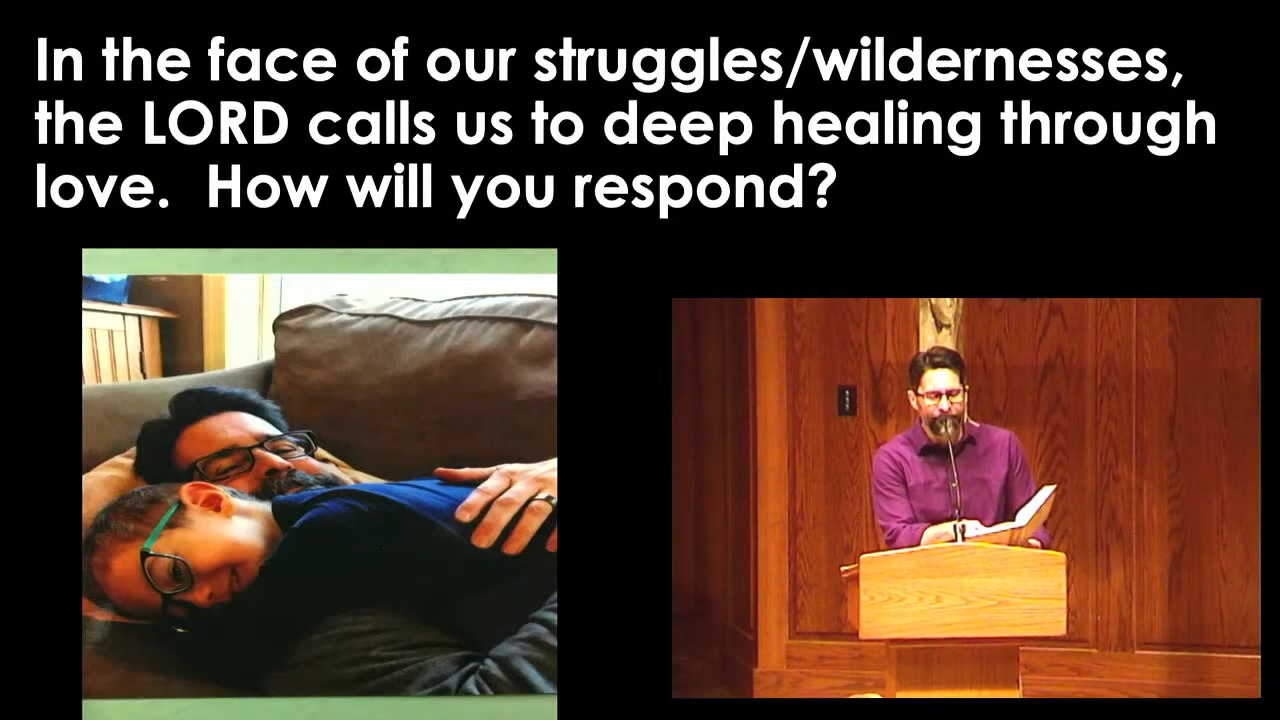 In the face of our struggles/wildernesses,
the LORD calls us to deep healing through
love.  How will you respond?